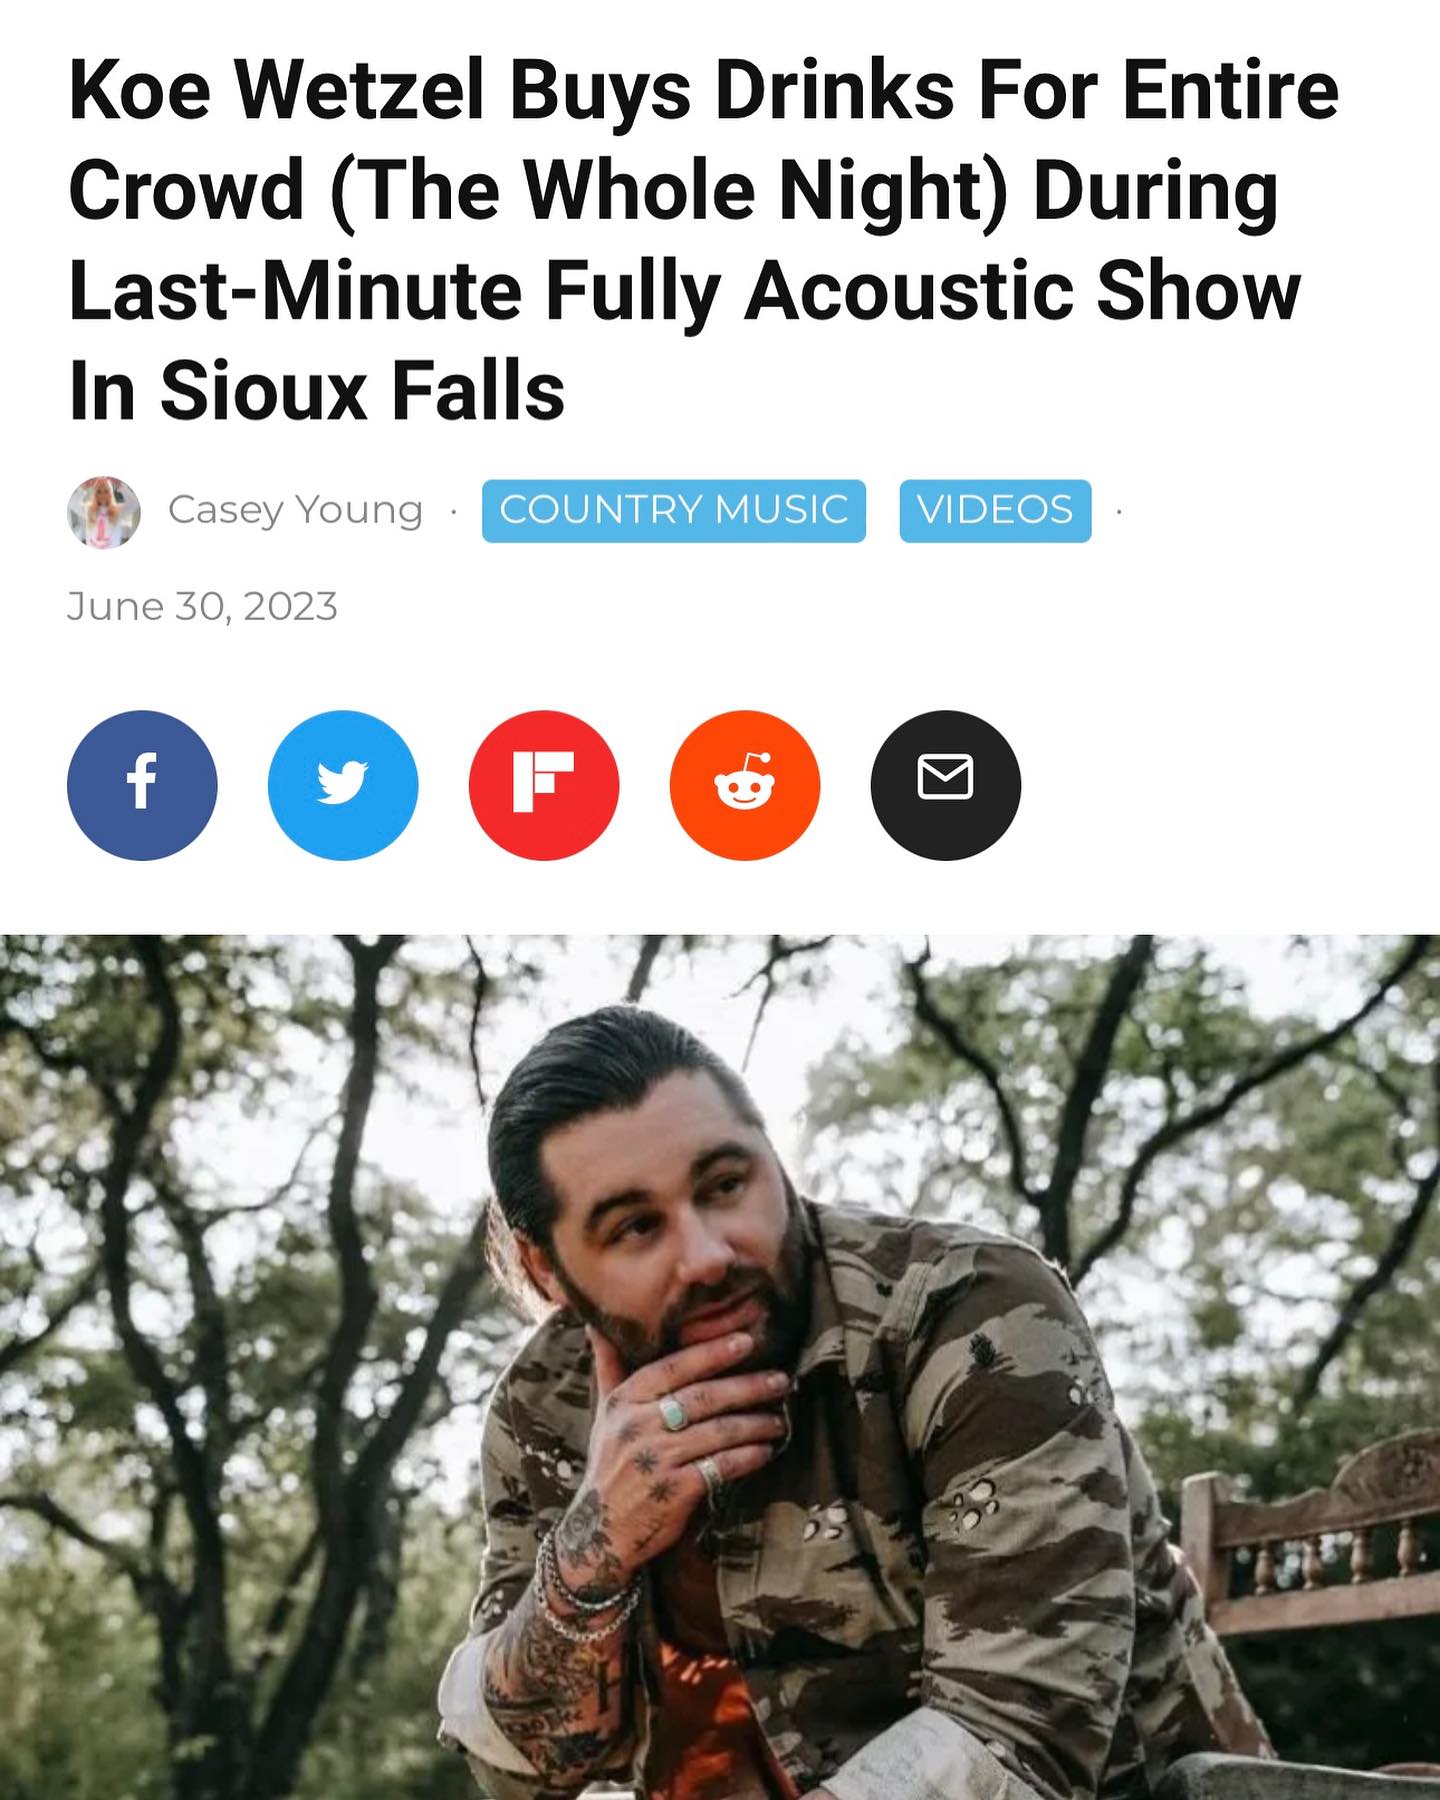 Koe Wetzel Buys Drinks For Entire
Crowd (The Whole Night) During
Last-Minute Fully Acoustic Show
In Sioux Falls
Casey Young · COUNTRY MUSIC VIDEOS ·
June 30, 2023